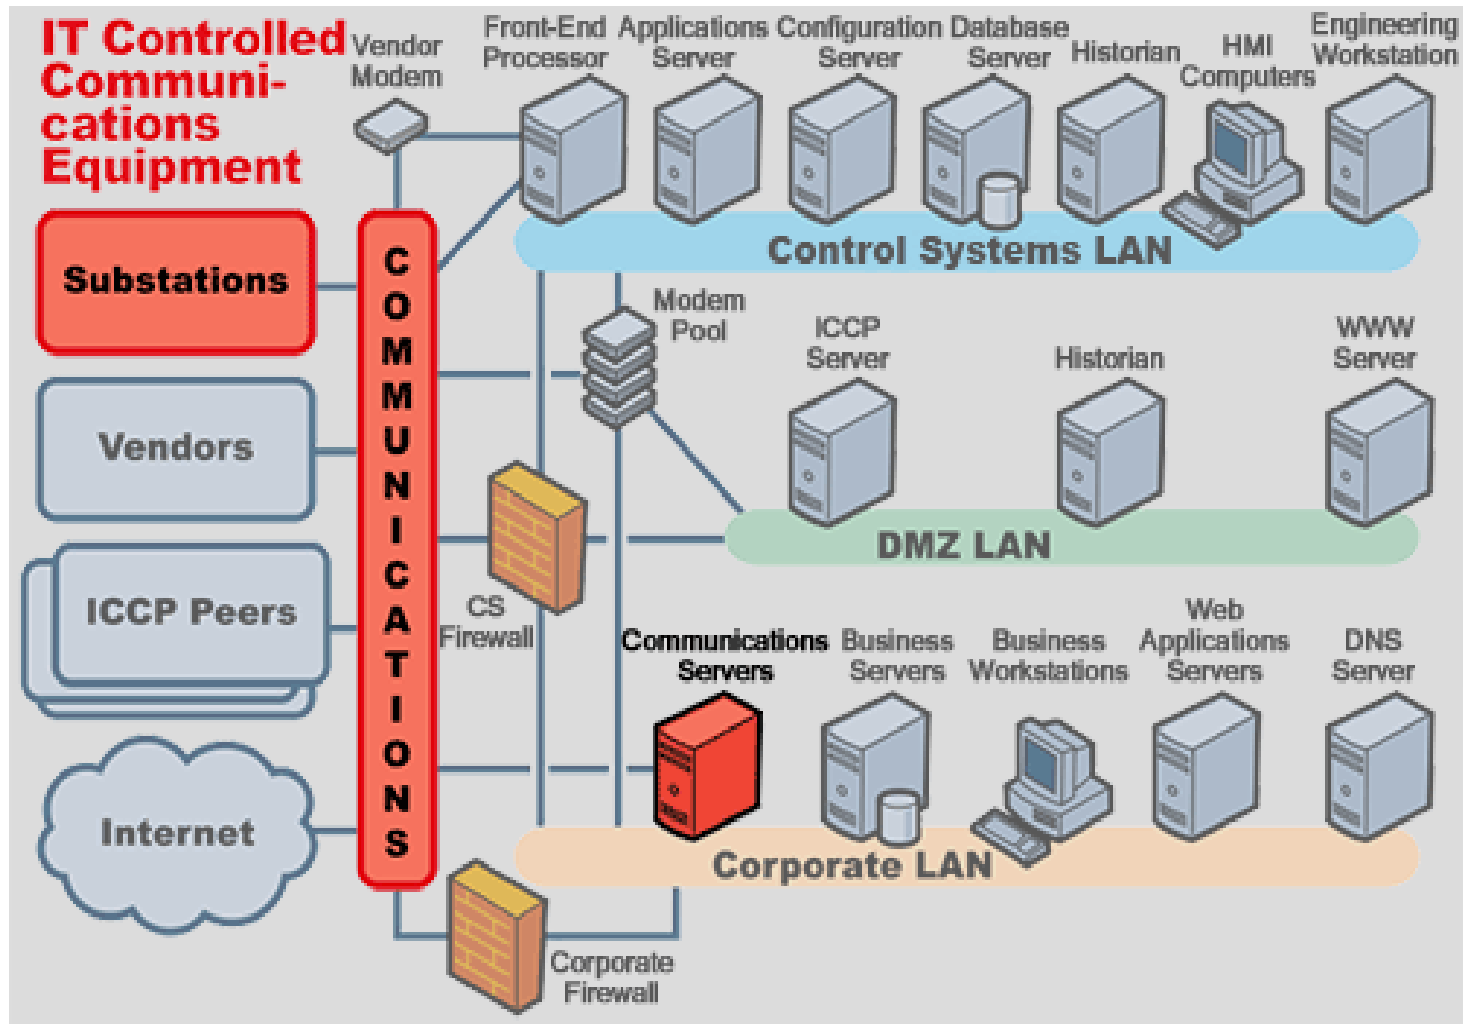 IT Controlled
Communi-
cations
Equipment
Vendor
Modem
Front-End
Processor
Applications
Server
Configuration
Server
Database
Server
Historian
HMI
Computers
Engineering
Workstation
Control Systems LAN
Substations
Vendors
ICCP Peers
Internet
COMMUNICATIONS
Modem
Pool
ICCP
Server
Historian
WWW
Server
DMZ LAN
CS
Firewall
Communications
Servers
Business
Servers
Business
Workstations
Web
Applications
Servers
DNS
Server
Corporate LAN
Corporate
Firewall